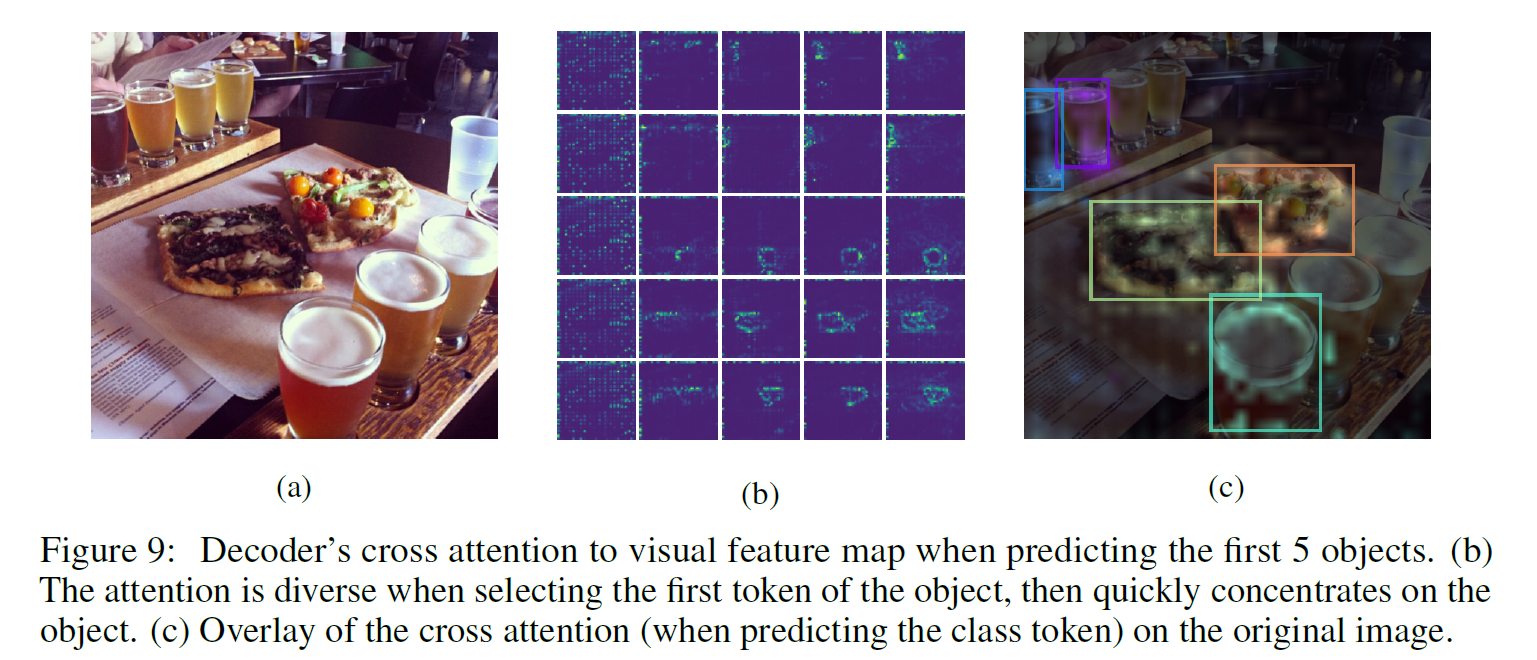 (a)
(b)
(c)
Figure 9: Decoder's cross attention to visual feature map when predicting the first 5 objects. (b)
The attention is diverse when selecting the first token of the object, then quickly concentrates on the
object. (c) Overlay of the cross attention (when predicting the class token) on the original image.